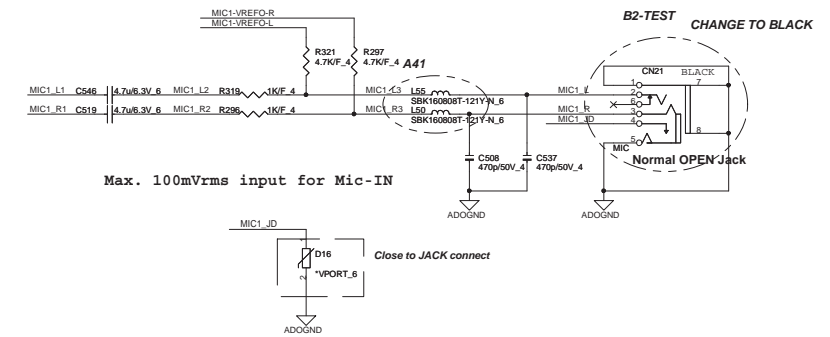 MIC1-VREFO-R
MIC1-VREFO-L
B2-TEST
CHANGE TO BLACK
R321
4.7K/F_4
R297
4.7K/F_4
A41
CN21
BLACK
MIC1_L1
C546
4.7u/6.3V_6
MIC1_L2
R319
1K/F_4
MIC1_L3
L55
SBK160808T-121Y-N_6
MIC1_L
MIC1_R1
C519
4.7u/6.3V_6
MIC1_R2
R296
1K/F_4
MIC1_R3
L50
SBK160808T-121Y-N_6
MIC1_R
MIC1_JD
1
2
6
3
4
5
7
8
MIC
Normal OPEN Jack
C508
470p/50V_4
C537
470p/50V_4
Max. 100mVrms input for Mic-IN
ADOGND
ADOGND
MIC1_JD
1
D16
*VPORT_6
2
Close to JACK connect
ADOGND